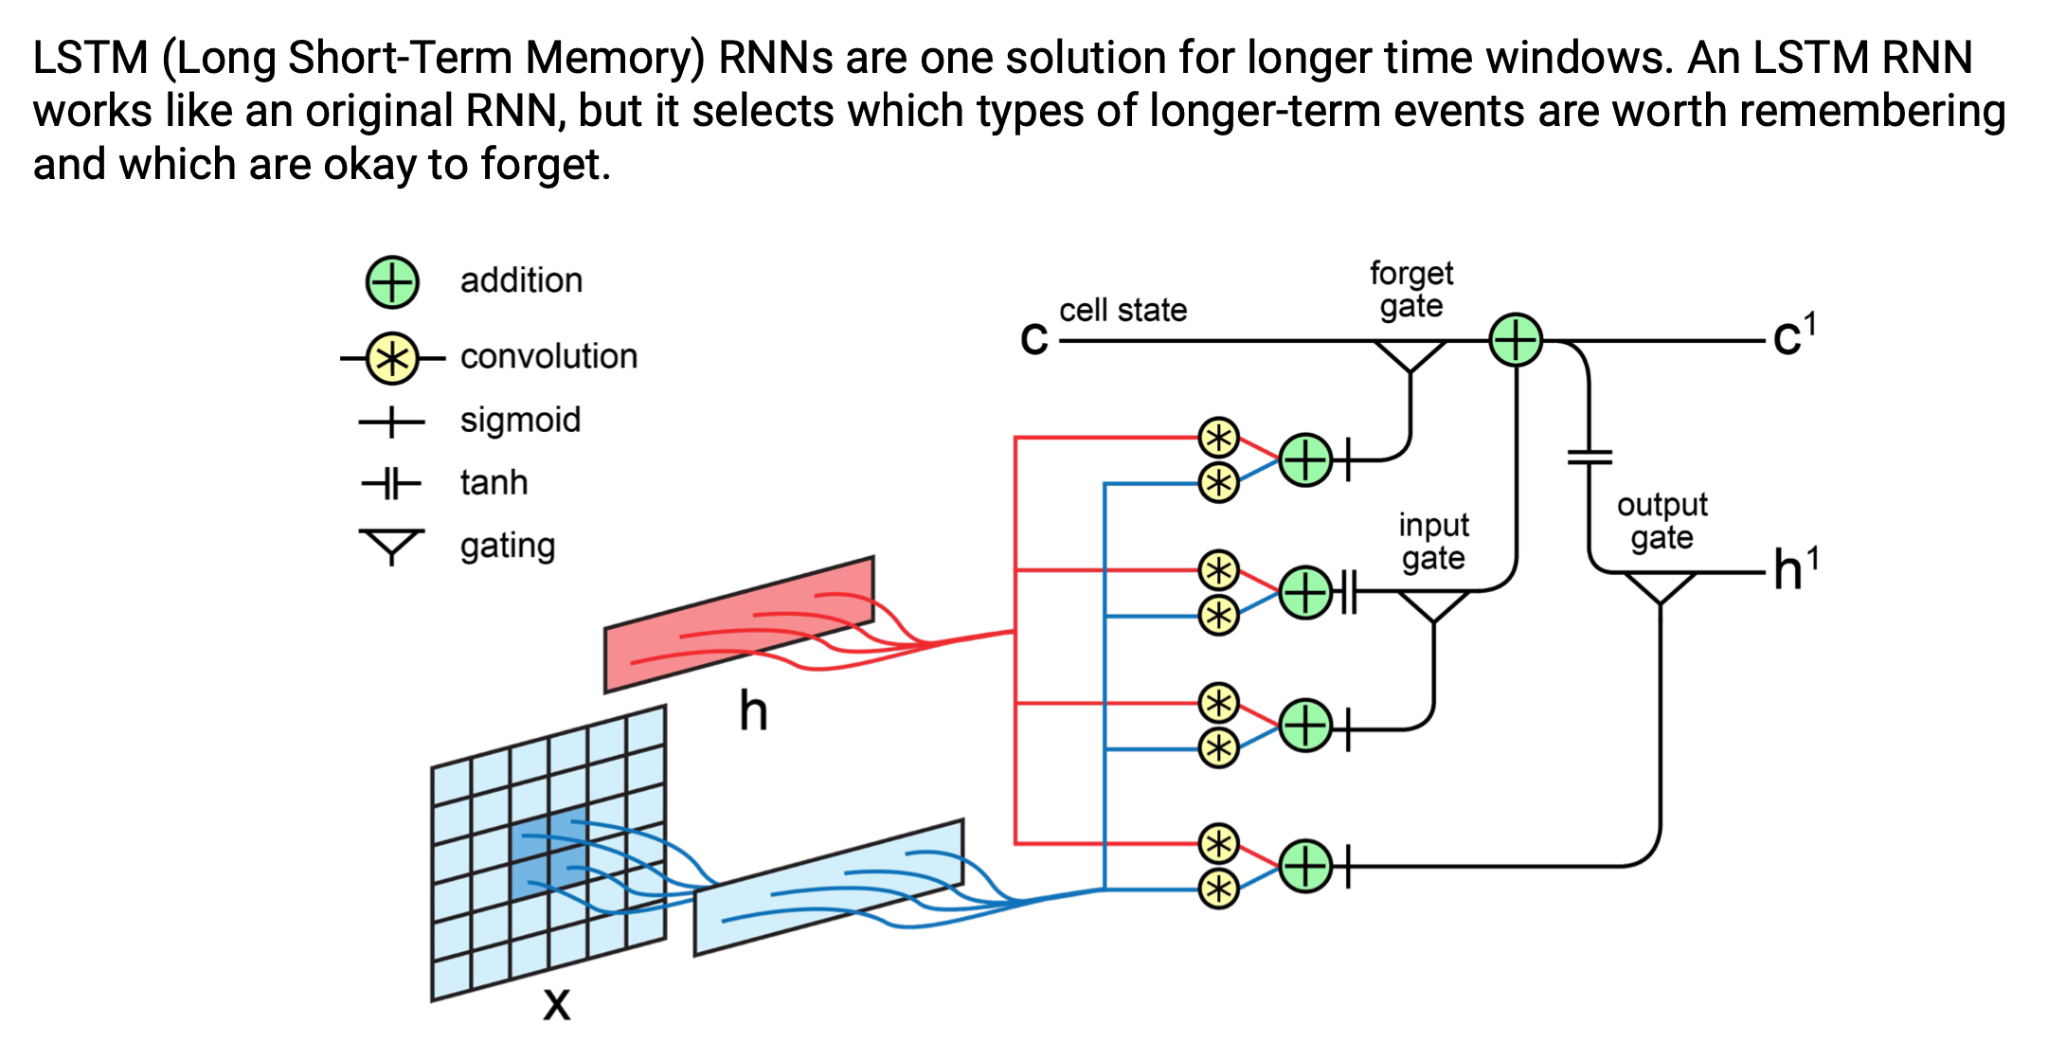 LSTM (Long Short-Term Memory) RNNs are one solution for longer time windows. An LSTM RNN
works like an original RNN, but it selects which types of longer-term events are worth remembering
and which are okay to forget.
addition
convolution
sigmoid
tanh
gating
h
x
c
cell state
forget
gate
c¹
input
gate
output
gate
h¹